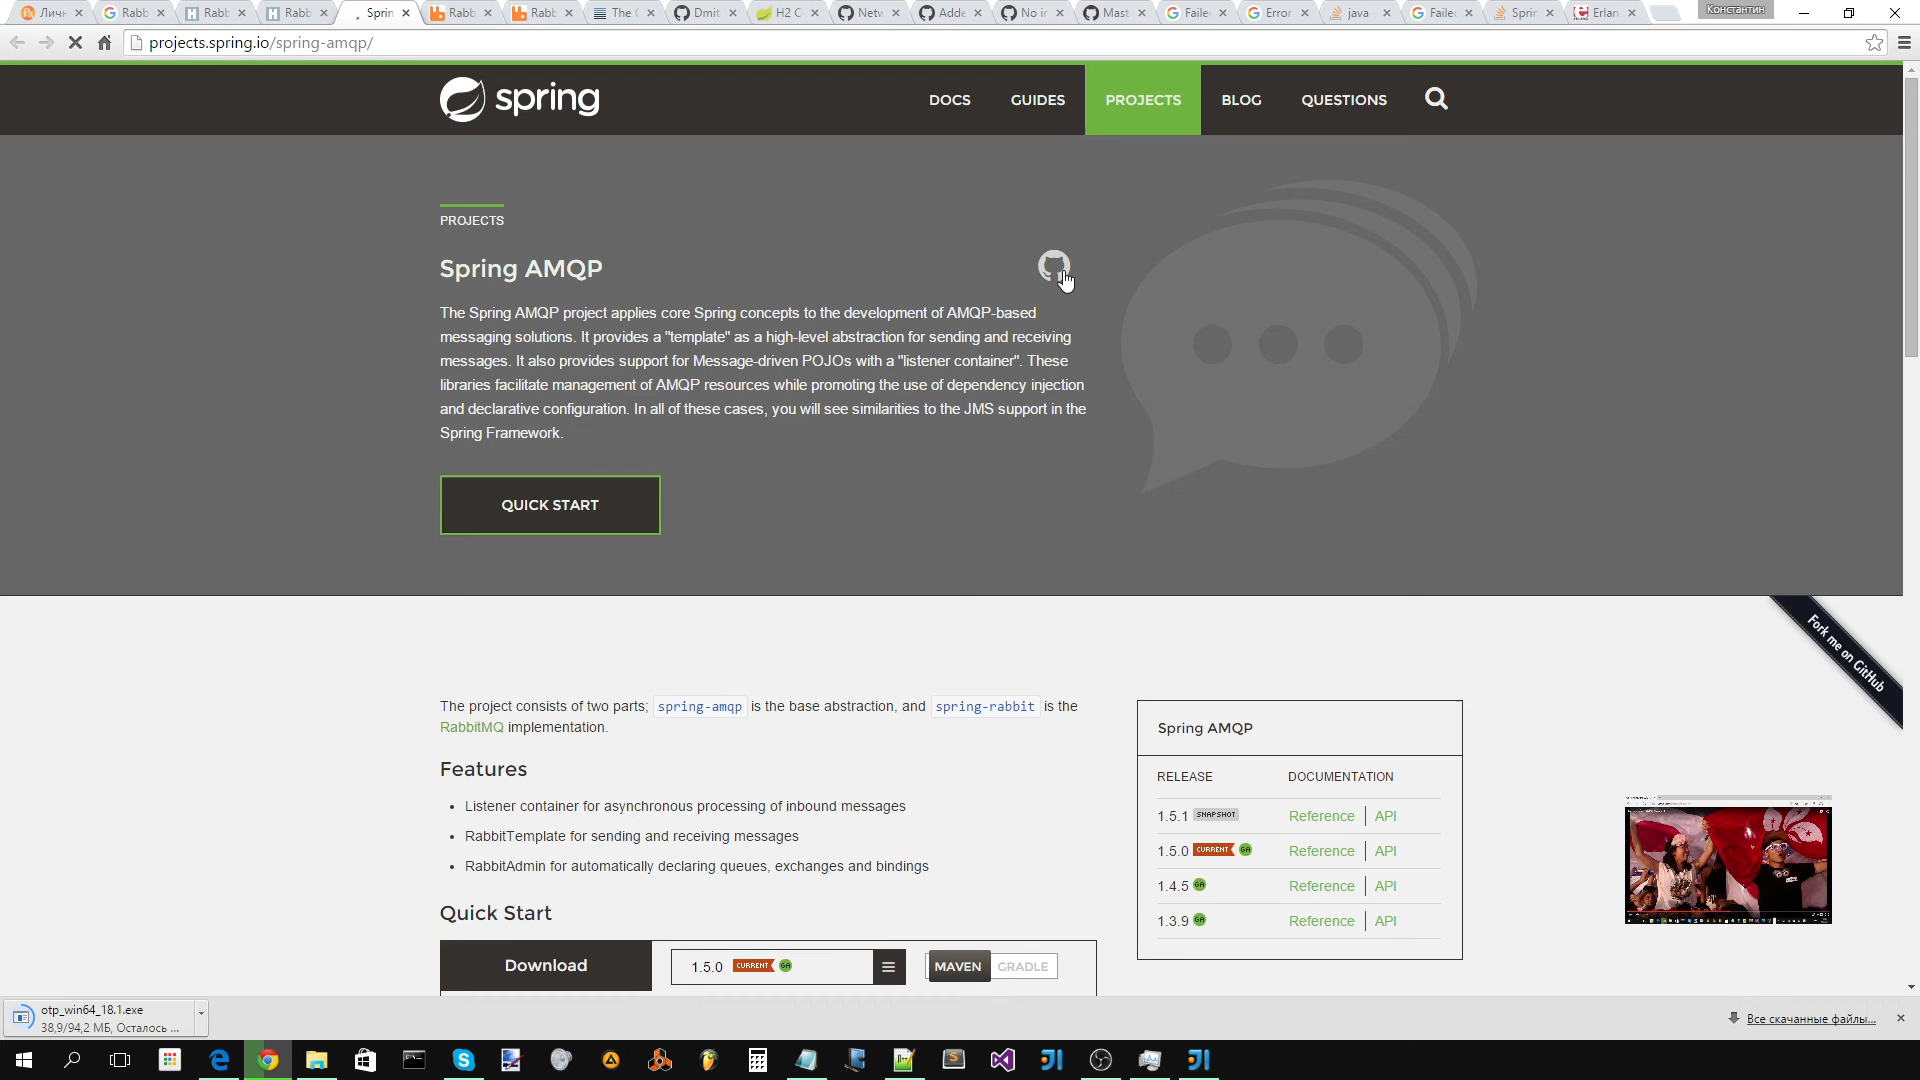 Личн
Rabb
Rabb
Rabb
Sprin
Rabb
Rabb
The
Dmit
H2 C
Netw
Adde
No in
Mast
Failed
Error
java
Failed
Sprin
Erlan
Константин
projects.spring.io/spring-amqp/
spring
DOCS
GUIDES
PROJECTS
BLOG
QUESTIONS
PROJECTS
Spring AMQP
The Spring AMQP project applies core Spring concepts to the development of AMQP-based
messaging solutions. It provides a "template" as a high-level abstraction for sending and receiving
messages. It also provides support for Message-driven POJOs with a "listener container". These
libraries facilitate management of AMQP resources while promoting the use of dependency injection
and declarative configuration. In all of these cases, you will see similarities to the JMS support in the
Spring Framework.
QUICK START
Fork me on GitHub
The project consists of two parts; spring-amqp is the base abstraction, and spring-rabbit is the
RabbitMQ implementation.
Features
• Listener container for asynchronous processing of inbound messages
• RabbitTemplate for sending and receiving messages
• RabbitAdmin for automatically declaring queues, exchanges and bindings
Quick Start
Download
1.5.0 CURRENT GA
MAVEN GRADLE
Spring AMQP
RELEASE DOCUMENTATION
1.5.1 SNAPSHOT Reference API
1.5.0 CURRENT GA Reference API
1.4.5 GA Reference API
1.3.9 GA Reference API
otp_win64_18.1.exe
38,9/94,2 МБ, Осталось ...
Все скачанные файлы...